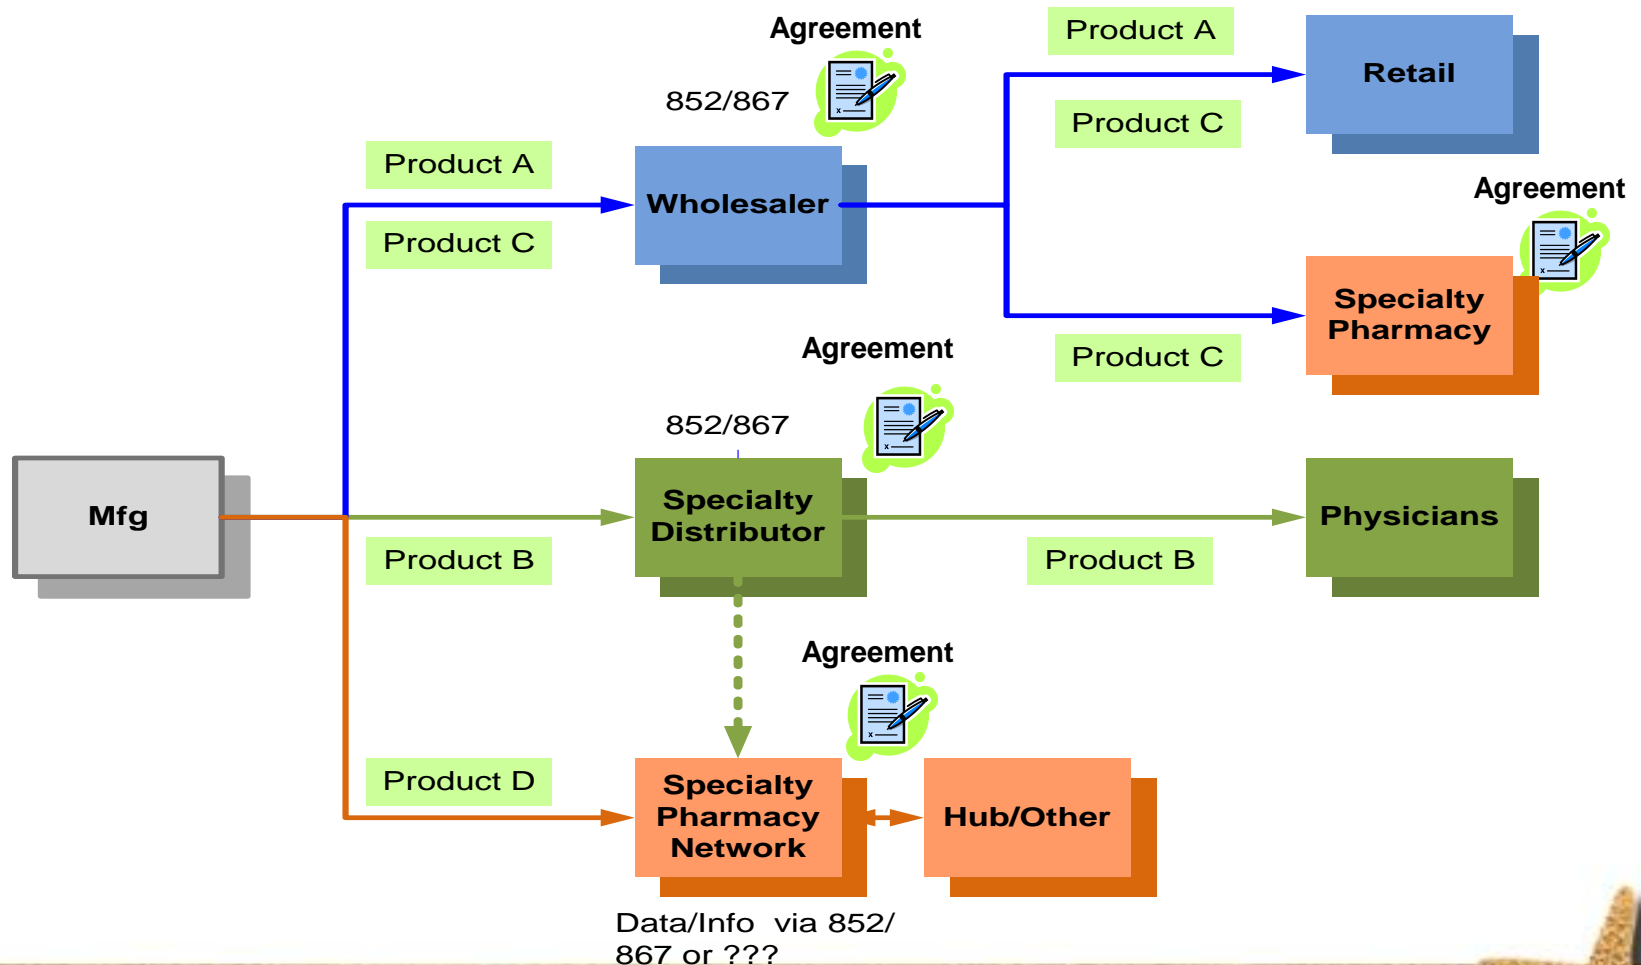 Agreement
Product A
852/867
Retail
Product C
Product A
Agreement
Wholesaler
Product C
Specialty
Pharmacy
Product C
Agreement
852/867
Mfg
Specialty
Distributor
Physicians
Product B
Product B
Agreement
Product D
Specialty
Pharmacy
Network
Hub/Other
Data/Info via 852/
867 or ???